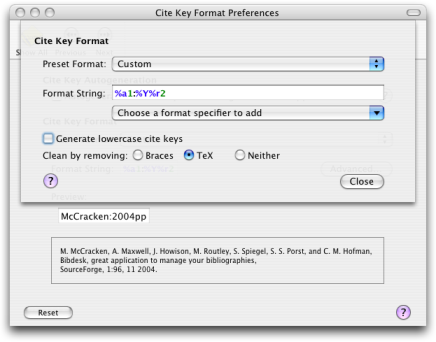 Cite Key Format Preferences
Cite Key Format
Preset Format: Custom
Format String: %a1:%Y%r2
Choose a format specifier to add
Generate lowercase cite keys
Clean by removing: Braces TeX Neither
? Close
McCracken:2004pp
M. McCracken, A. Maxwell, J. Howison, M. Routley, S. Spiegel, S. S. Porst, and C. M. Hofman,
Bibdesk, great application to manage your bibliographies,
SourceForge, 1:96, 11 2004.
Reset ?